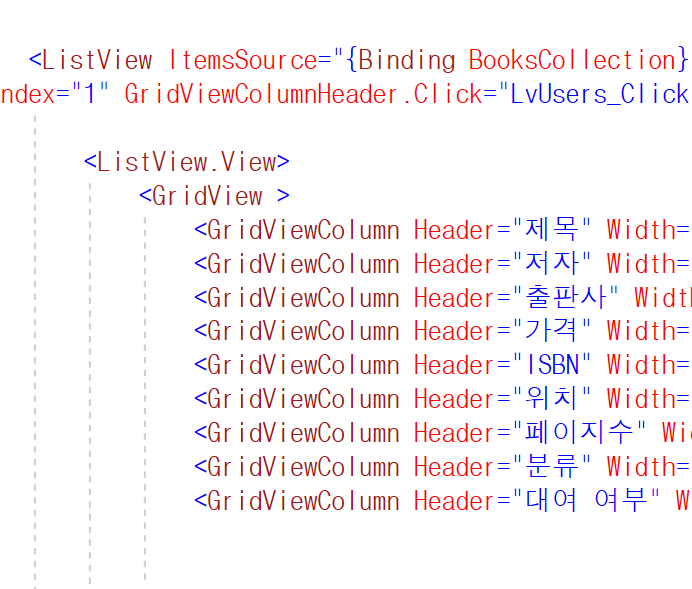 <ListView ItemsSource="{Binding BooksCollection}
ndex="1" GridViewColumnHeader.Click="LvUsers_Click
<ListView.View>
<GridView >
<GridViewColumn Header="제목" Width=
<GridViewColumn Header="저자" Width=
<GridViewColumn Header="출판사" Widt
<GridViewColumn Header="가격" Width=
<GridViewColumn Header="ISBN" Width=
<GridViewColumn Header="위치" Width=
<GridViewColumn Header="페이지수" Wi
<GridViewColumn Header="분류" Width=
<GridViewColumn Header="대여 여부" W